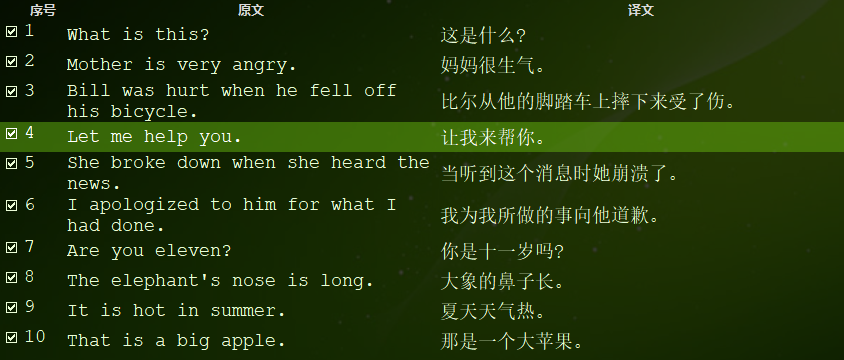 序号 原文 译文
1 What is this? 这是什么?
2 Mother is very angry. 妈妈很生气。
3 Bill was hurt when he fell off
his bicycle. 比尔从他的脚踏车上摔下来受了伤。
4 Let me help you. 让我来帮你。
5 She broke down when she heard the
news. 当听到这个消息时她崩溃了。
6 I apologized to him for what I
had done. 我为我所做的事向他道歉。
7 Are you eleven? 你是十一岁吗?
8 The elephant's nose is long. 大象的鼻子长。
9 It is hot in summer. 夏天天气热。
10 That is a big apple. 那是一个大苹果。